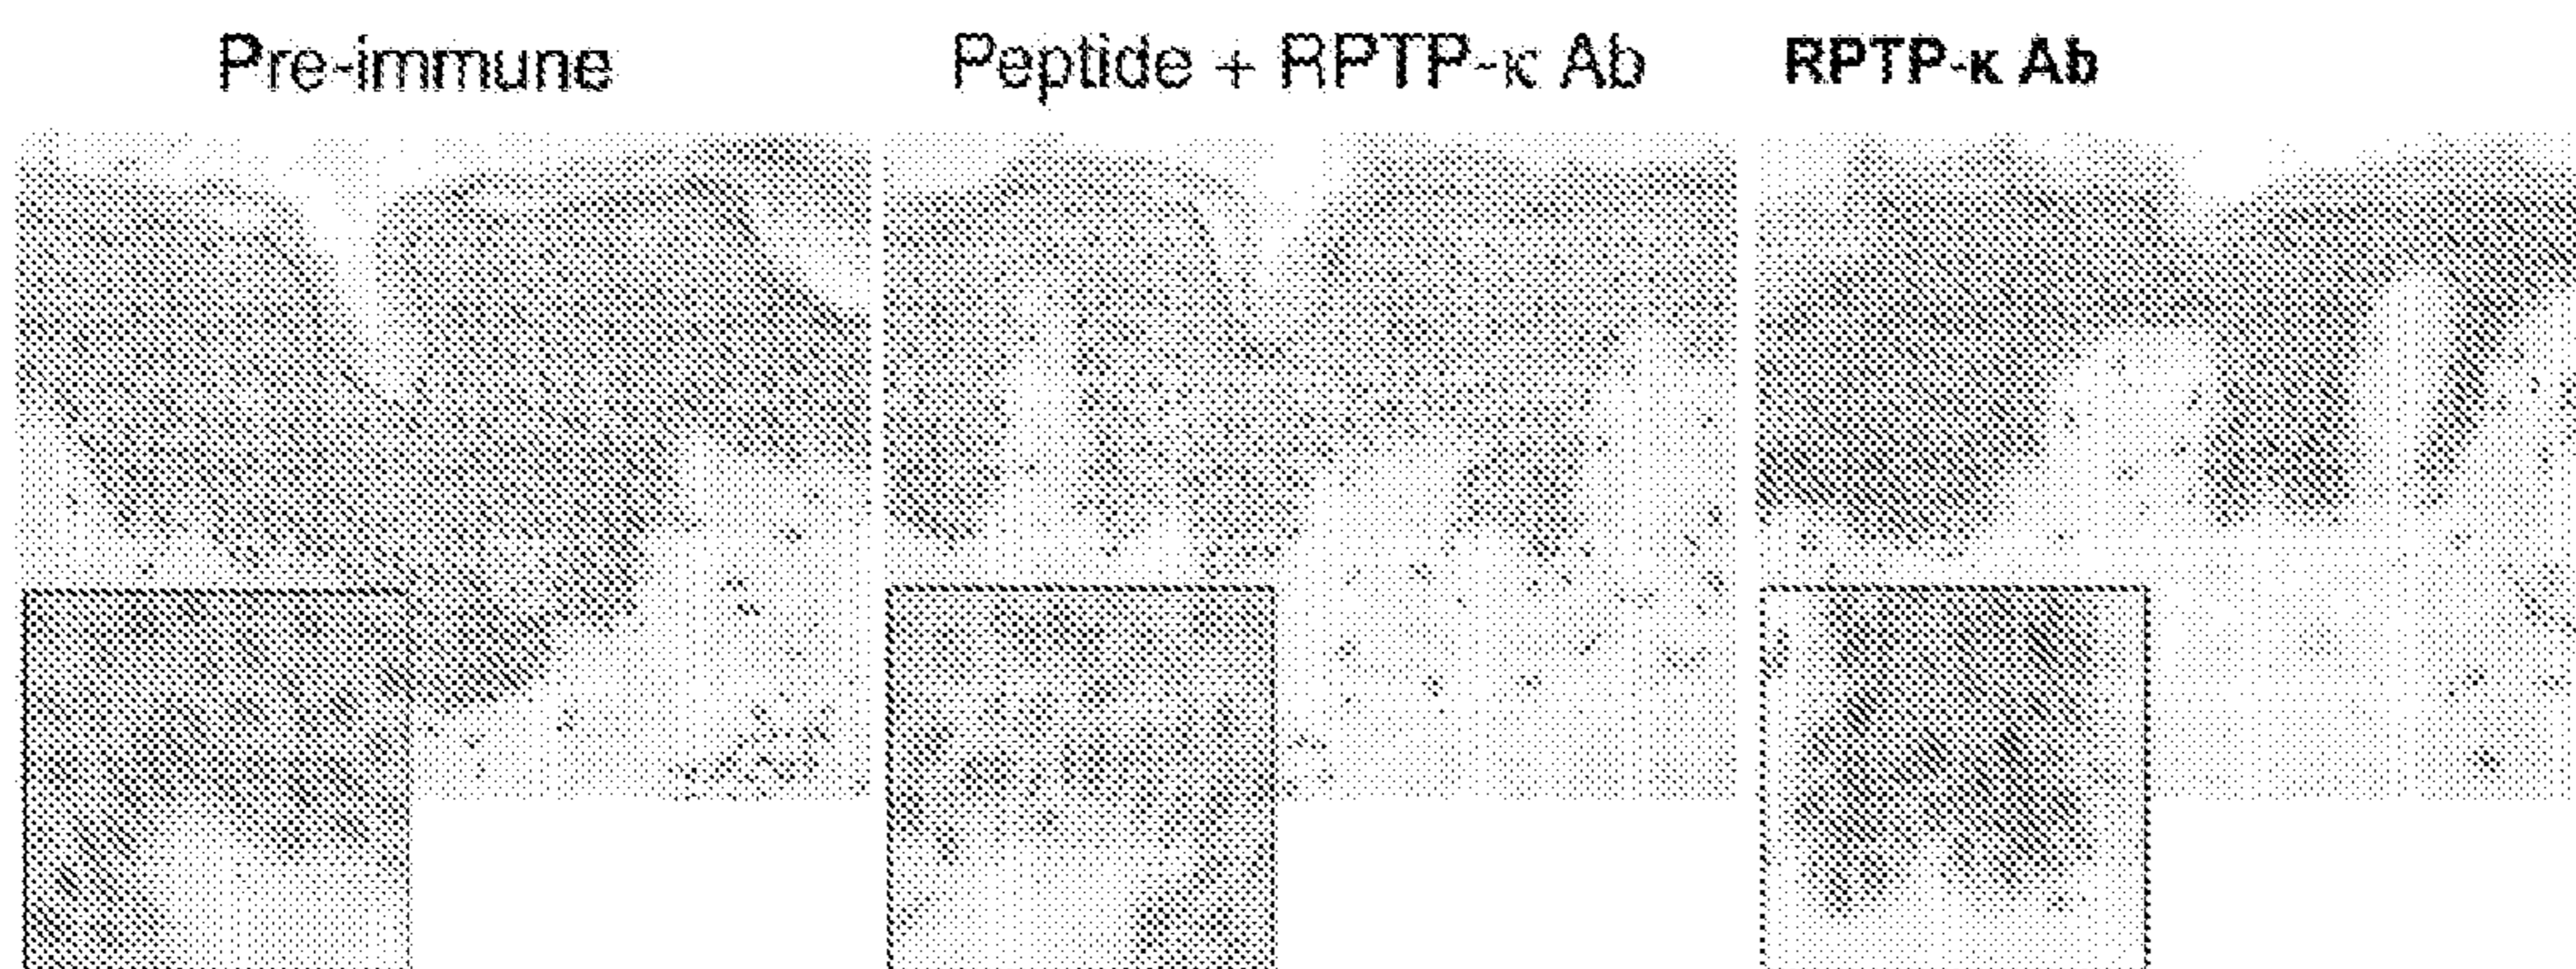 Pre-immune
Peptide + RPTP-κ Ab
RPTP-κ Ab